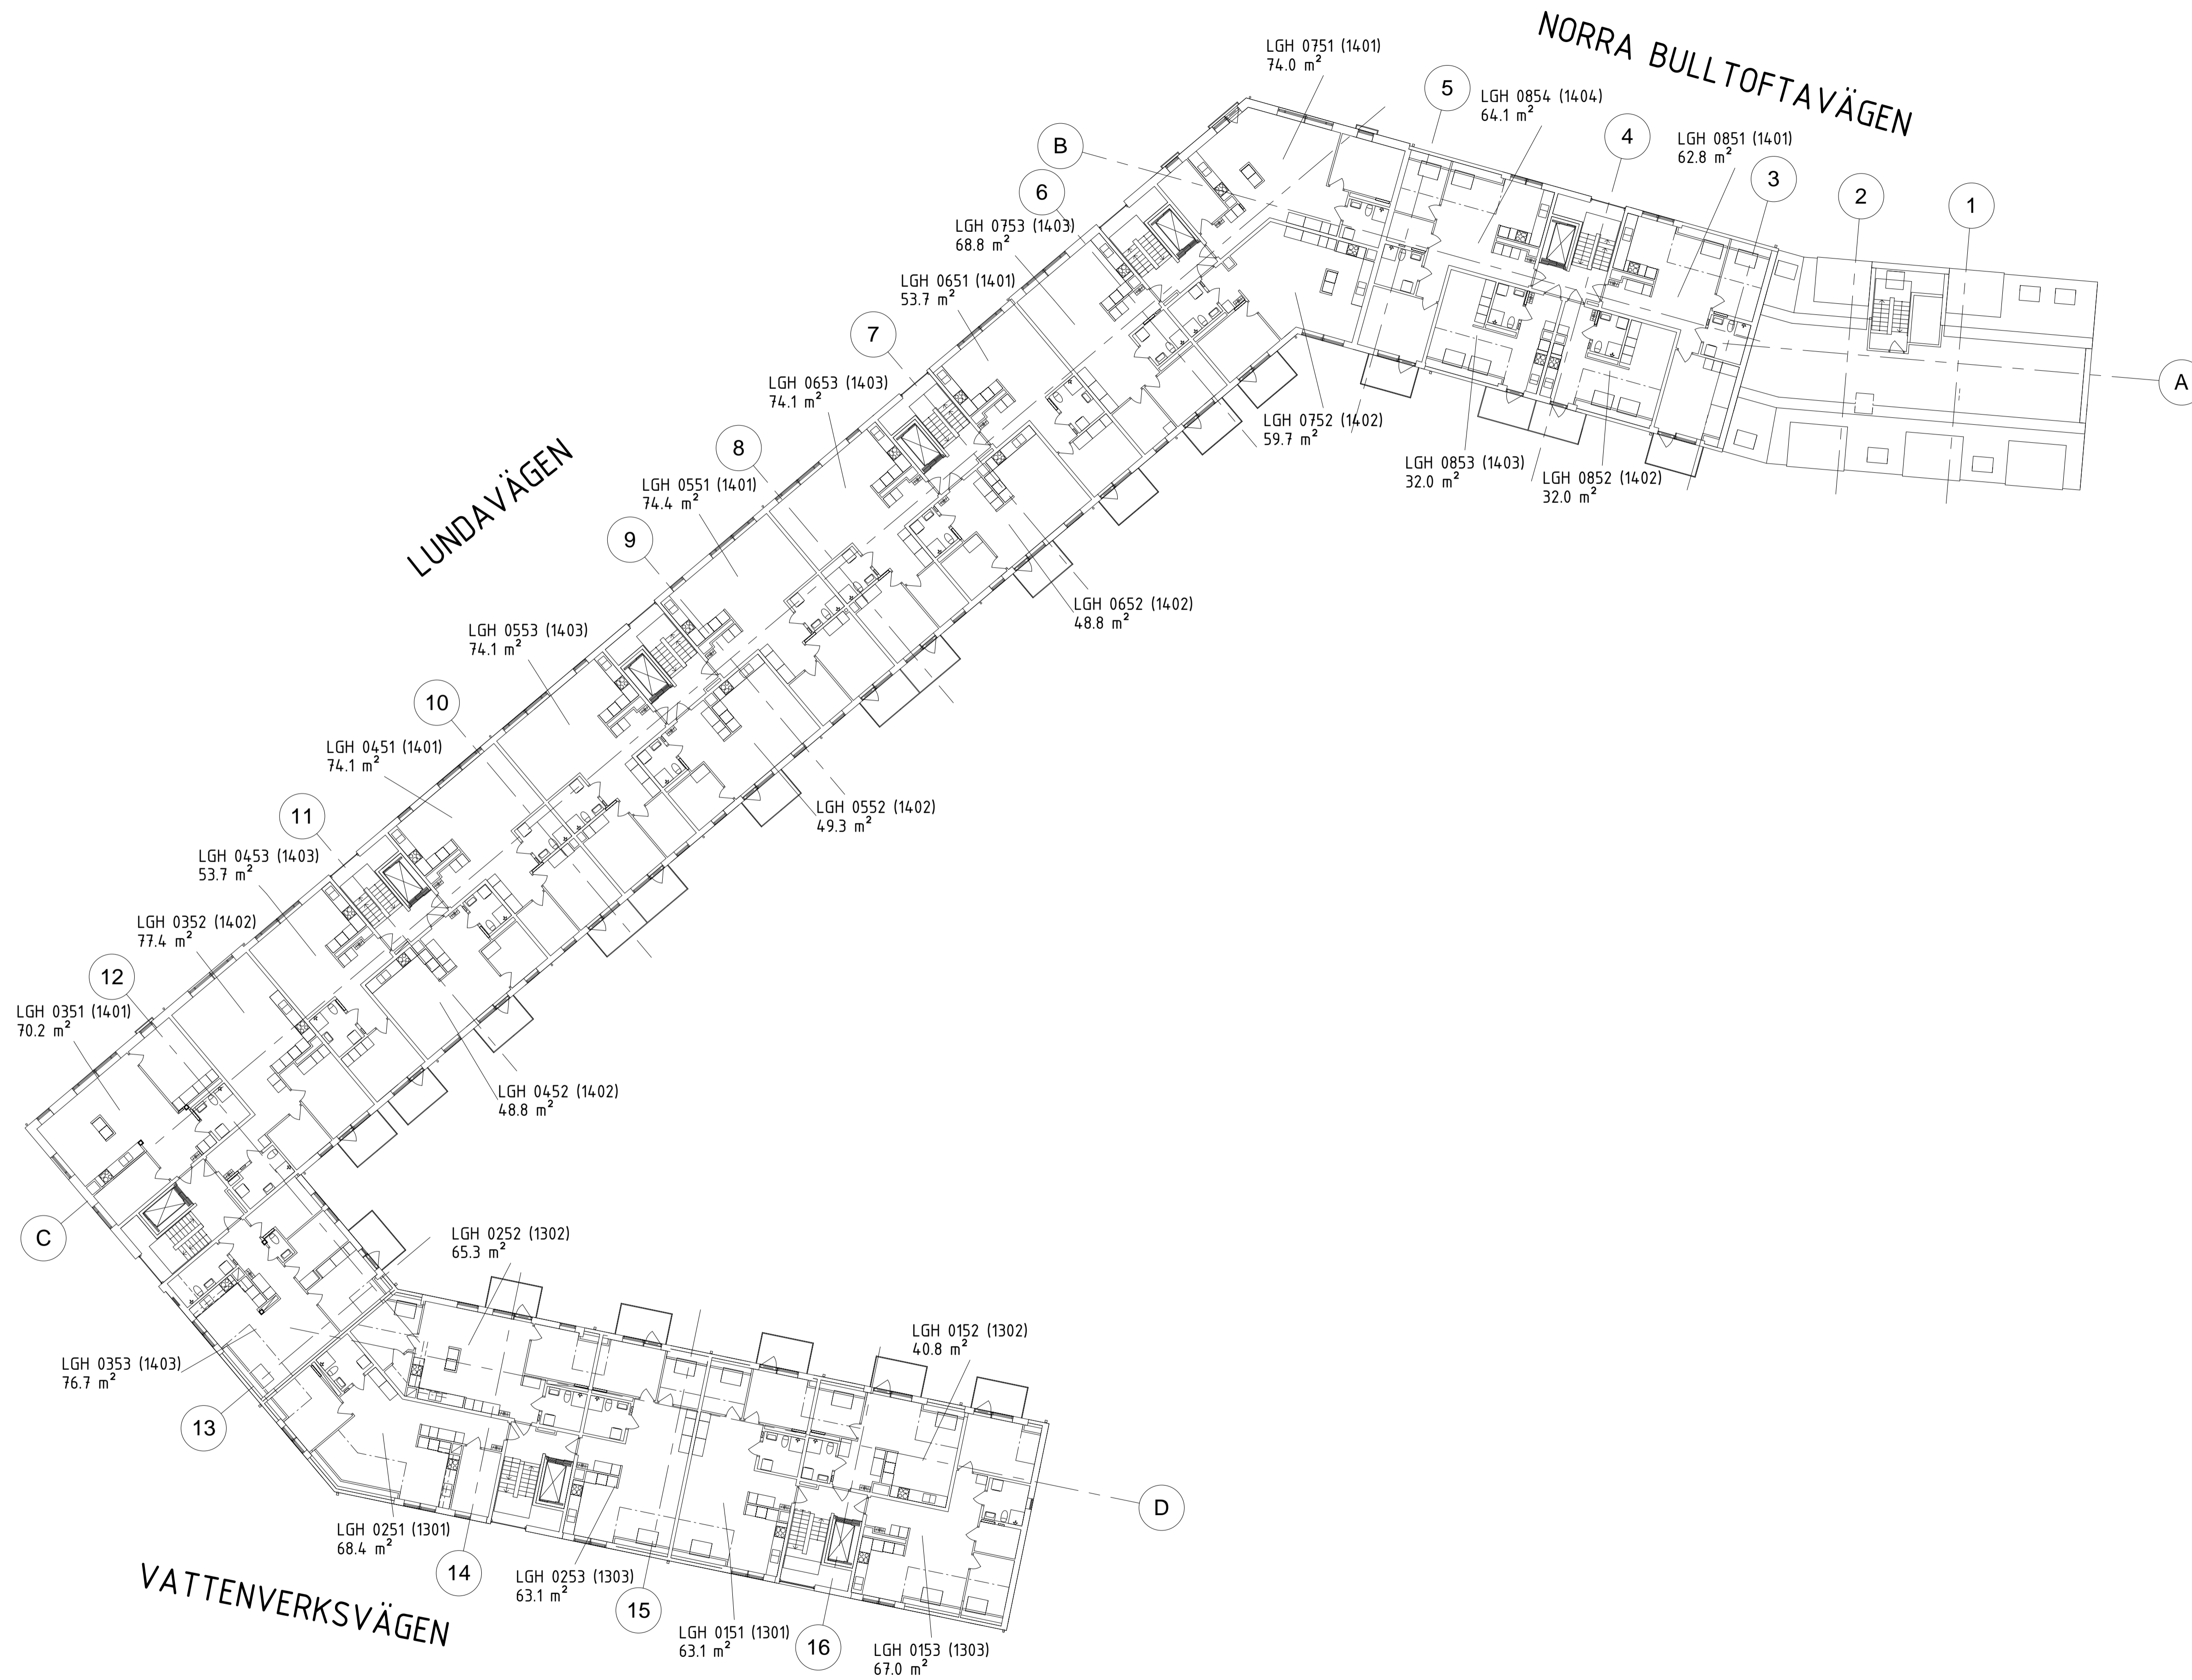 NORRA BULLTOFTAVÄGEN
LGH 0751 (1401)
74.0 m²
5
LGH 0854 (1404)
64.1 m²
4
LGH 0851 (1401)
62.8 m²
3
2
1
B
6
LGH 0753 (1403)
68.8 m²
LGH 0651 (1401)
53.7 m²
7
LGH 0653 (1403)
74.1 m²
A
LGH 0752 (1402)
59.7 m²
LGH 0853 (1403)
32.0 m²
LGH 0852 (1402)
32.0 m²
LUNDAVÄGEN
8
LGH 0551 (1401)
74.4 m²
9
LGH 0652 (1402)
48.8 m²
LGH 0553 (1403)
74.1 m²
10
LGH 0451 (1401)
74.1 m²
LGH 0552 (1402)
49.3 m²
11
LGH 0453 (1403)
53.7 m²
LGH 0352 (1402)
77.4 m²
12
LGH 0351 (1401)
70.2 m²
LGH 0452 (1402)
48.8 m²
C
LGH 0252 (1302)
65.3 m²
LGH 0152 (1302)
40.8 m²
LGH 0353 (1403)
76.7 m²
13
D
LGH 0251 (1301)
68.4 m²
14
LGH 0253 (1303)
63.1 m²
15
LGH 0151 (1301)
63.1 m²
16
LGH 0153 (1303)
67.0 m²
VATTENVERKSVÄGEN